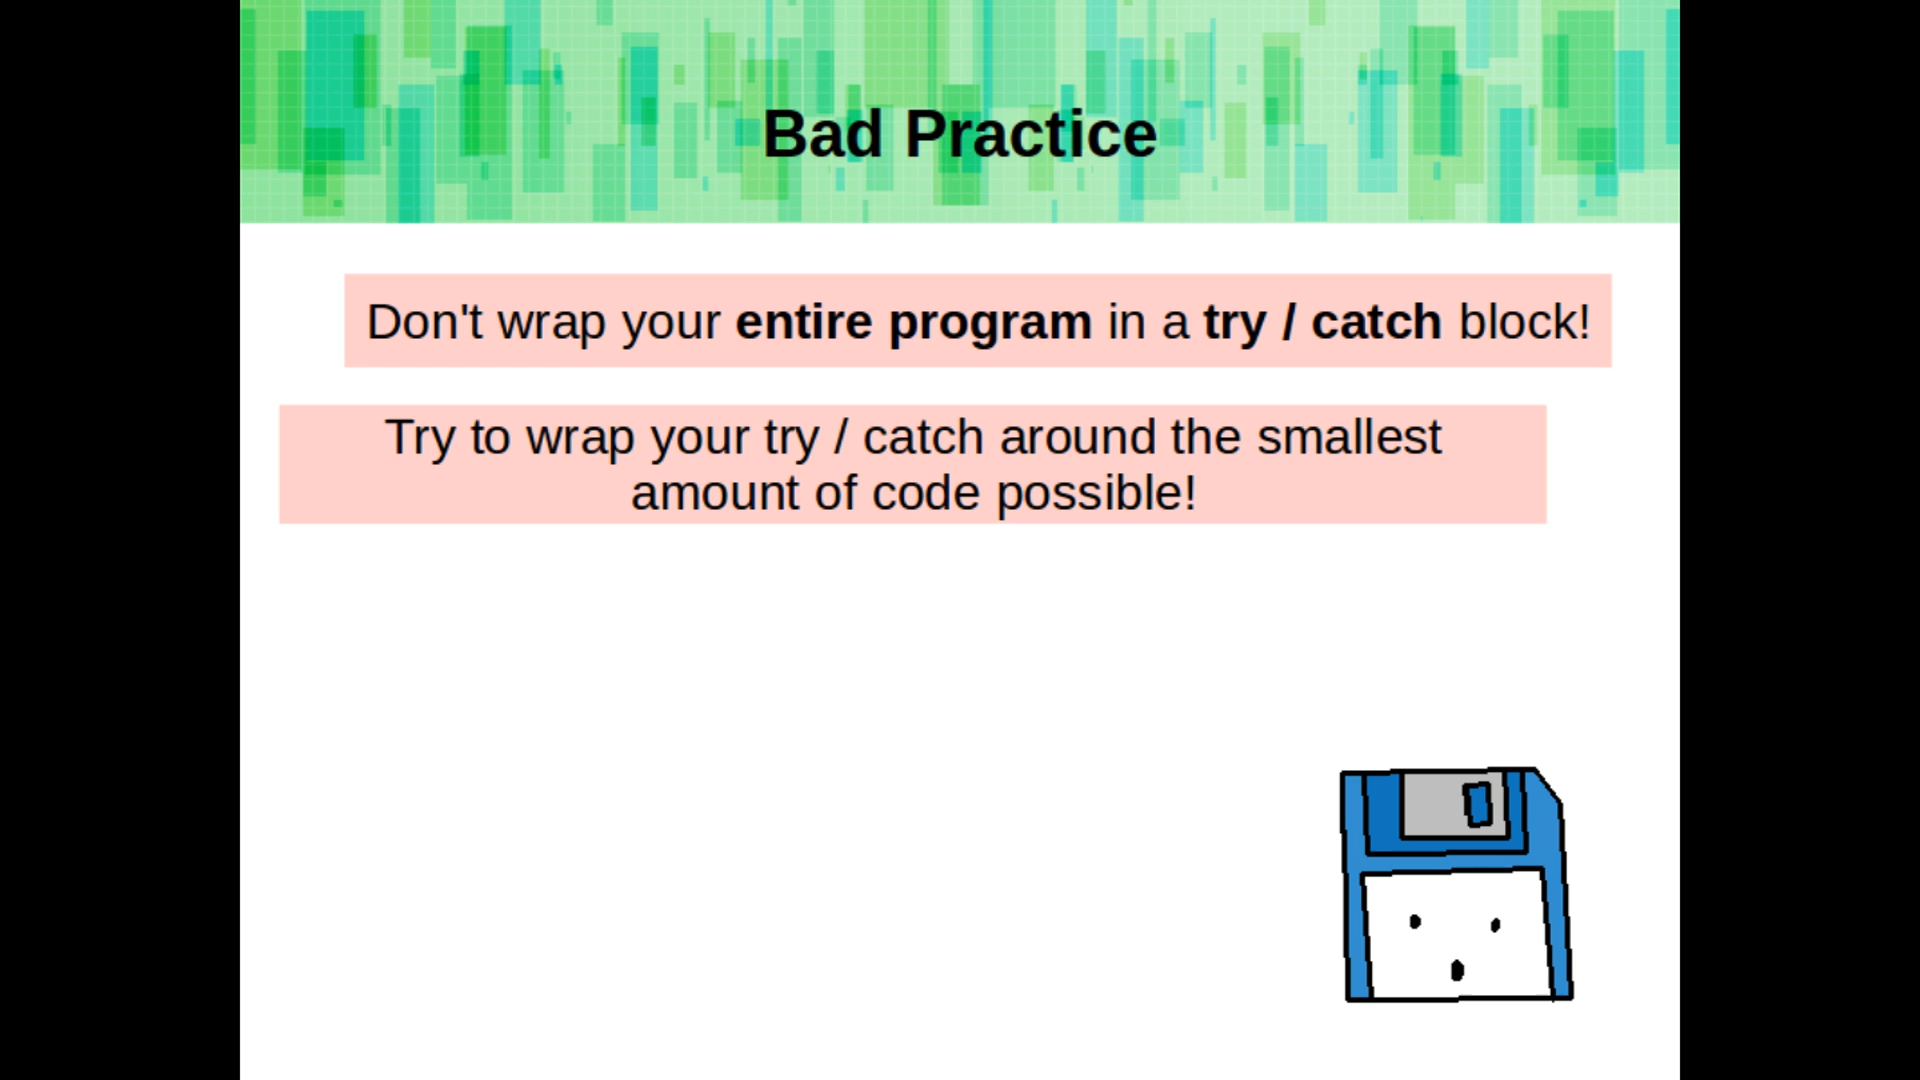 Bad Practice
Don't wrap your entire program in a try / catch block!
Try to wrap your try / catch around the smallest
amount of code possible!